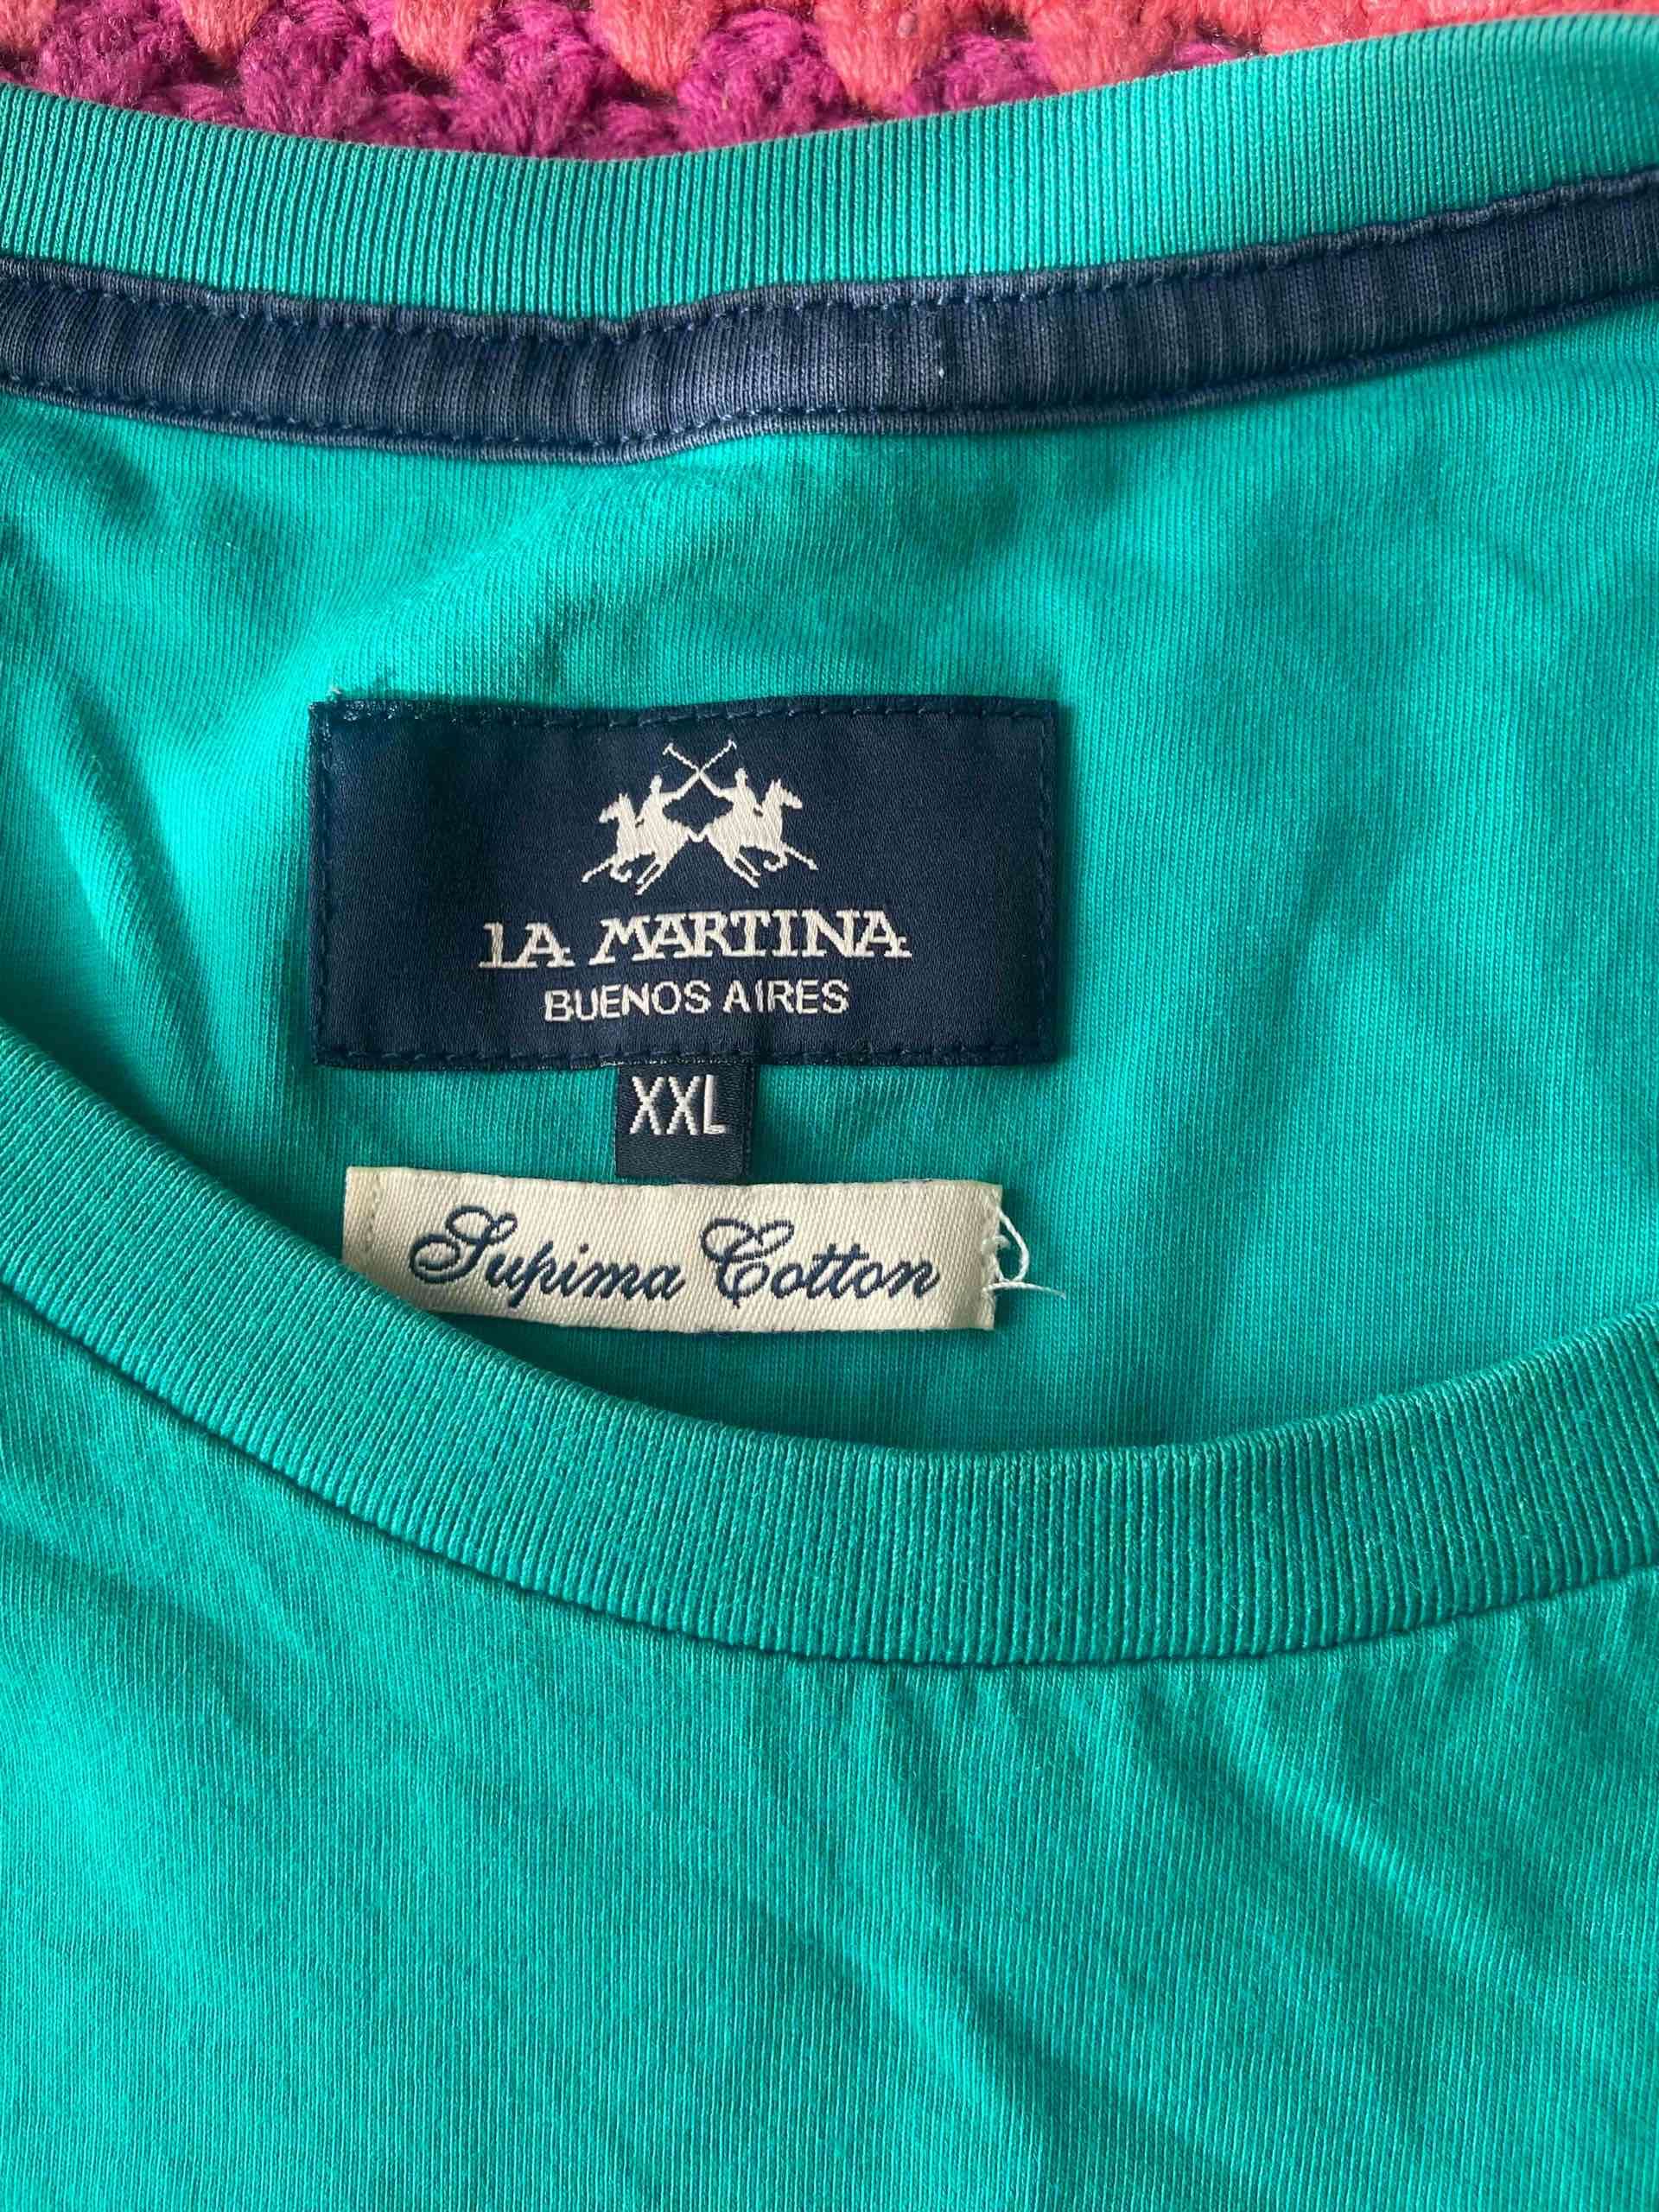 LA MARTINA
BUENOS AIRES
XXL
Supima Cotton